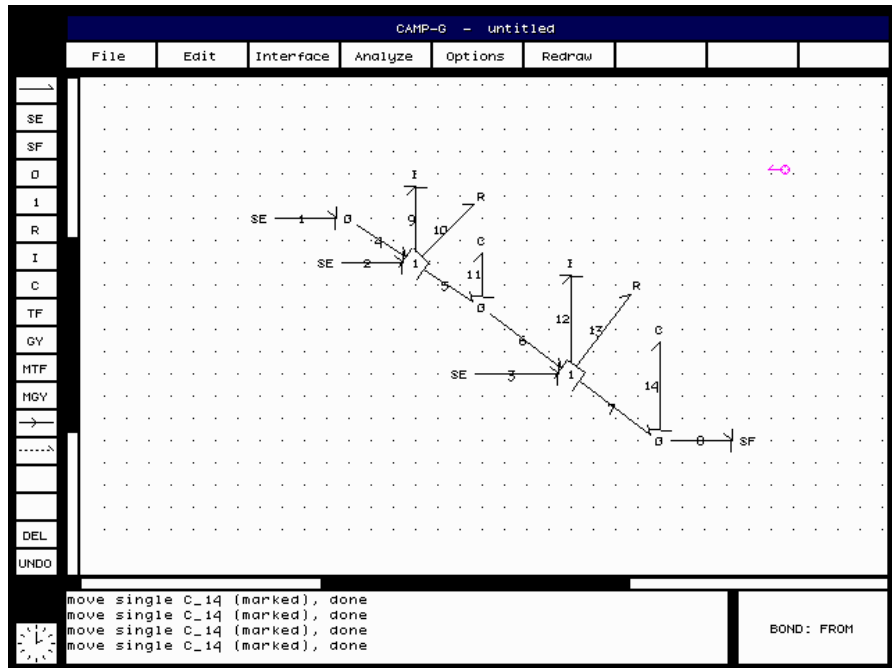 CAMP-G - untitled
File Edit Interface Analyze Options Redraw
SE
SF
0
1
R
I
C
TF
GY
MTF
MGY
DEL
UNDO
I
R
SE 1 0
9
10
4
C
SE 2 1
11
5
I
0
R
12
13
C
6
SE 3 1
14
7
0 8 SF
move single C_14 (marked), done
move single C_14 (marked), done
move single C_14 (marked), done
move single C_14 (marked), done
BOND: FROM